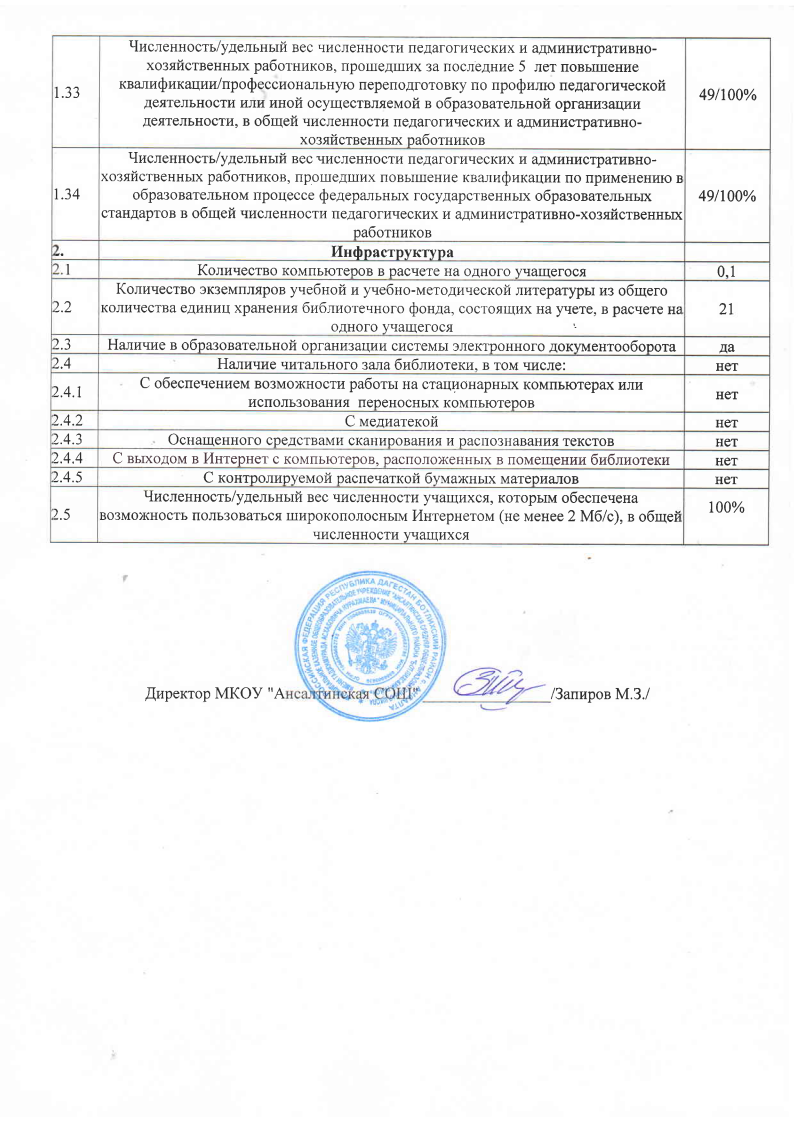 1.33
Численность/удельный вес численности педагогических и административно-
хозяйственных работников, прошедших за последние 5 лет повышение
квалификации/профессиональную переподготовку по профилю педагогической
деятельности или иной осуществляемой в образовательной организации
деятельности, в общей численности педагогических и административно-
хозяйственных работников
49/100%
1.34
Численность/удельный вес численности педагогических и административно-
хозяйственных работников, прошедших повышение квалификации по применению в
образовательном процессе федеральных государственных образовательных
стандартов в общей численности педагогических и административно-хозяйственных
работников
49/100%
2. Инфраструктура
2.1 Количество компьютеров в расчете на одного учащегося 0,1
2.2
Количество экземпляров учебной и учебно-методической литературы из общего
количества единиц хранения библиотечного фонда, состоящих на учете, в расчете на
одного учащегося
21
2.3 Наличие в образовательной организации системы электронного документооборота да
2.4 Наличие читального зала библиотеки, в том числе: нет
2.4.1
С обеспечением возможности работы на стационарных компьютерах или
использования переносных компьютеров
нет
2.4.2 С медиатекой нет
2.4.3 Оснащенного средствами сканирования и распознавания текстов нет
2.4.4 С выходом в Интернет с компьютеров, расположенных в помещении библиотеки нет
2.4.5 С контролируемой распечаткой бумажных материалов нет
2.5
Численность/удельный вес численности учащихся, которым обеспечена
возможность пользоваться широкополосным Интернетом (не менее 2 Мб/с), в общей
численности учащихся
100%
РОССИЙСКАЯ ФЕДЕРАЦИЯ РЕСПУБЛИКА ДАГЕСТАН БОТЛИХСКИЙ РАЙОН
Директор МКОУ "Ансалтинская СОШ" ________________/Запиров М.З./